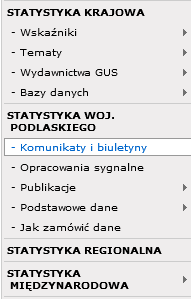 STATYSTYKA KRAJOWA
- Wskaźniki
- Tematy
- Wydawnictwa GUS
- Bazy danych
STATYSTYKA WOJ.
PODLASKIEGO
- Komunikaty i biuletyny
- Opracowania sygnalne
- Publikacje
- Podstawowe dane
- Jak zamówić dane
STATYSTYKA REGIONALNA
STATYSTYKA
MIĘDZYNARODOWA